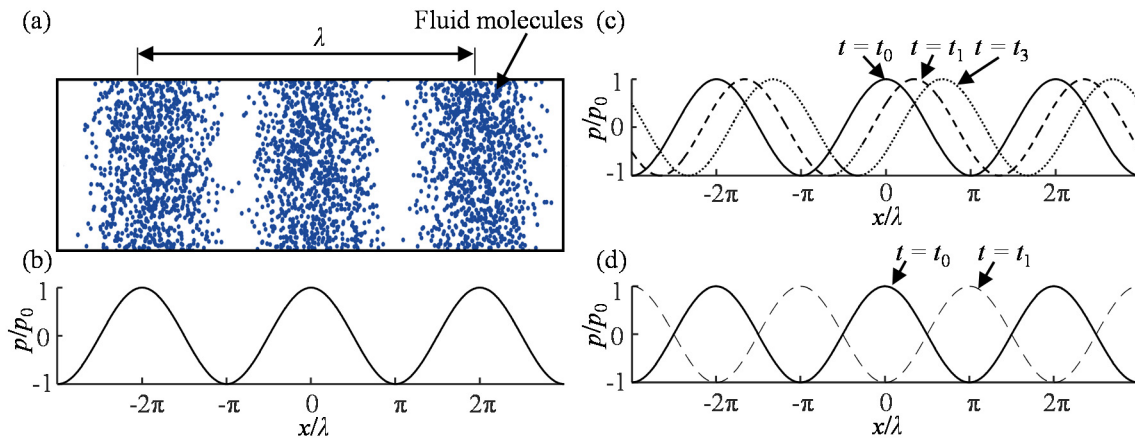 (a)
Fluid molecules
λ
(b)
p/p₀
1
0
-1
-2π
-π
0
π
2π
x/λ
(c)
t = t₀
t = t₁
t = t₃
p/p₀
1
0
-1
-2π
-π
0
π
2π
x/λ
(d)
t = t₀
t = t₁
p/p₀
1
0
-1
-2π
-π
0
π
2π
x/λ